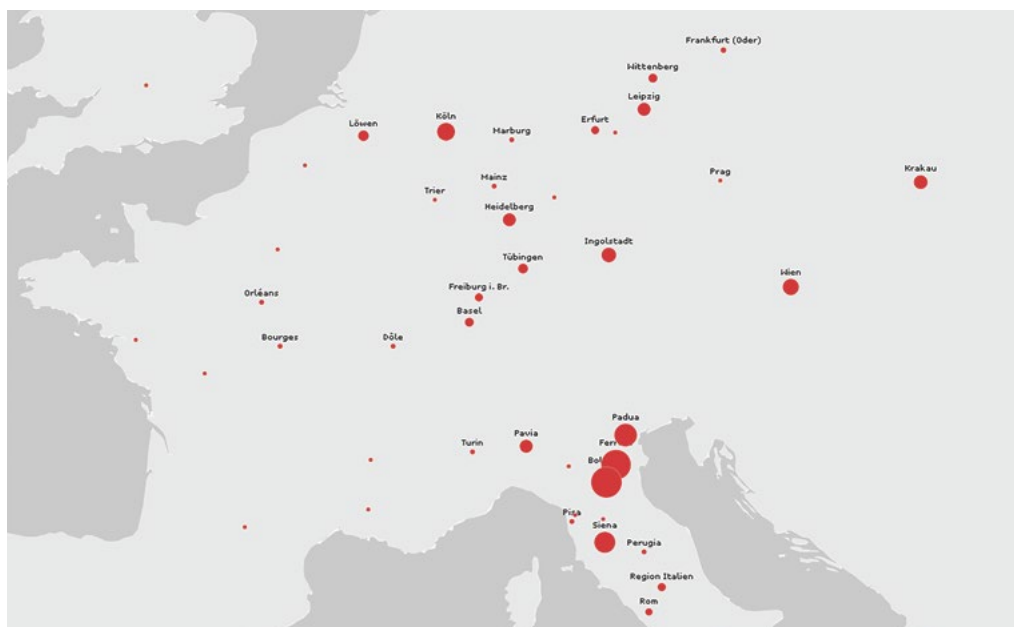 Frankfurt (Oder)
Wittenberg
Leipzig
Erfurt
Köln
Löwen
Marburg
Prag
Krakau
Mainz
Trier
Heidelberg
Ingolstadt
Tübingen
Wien
Freiburg i. Br.
Orléans
Basel
Bourges
Dôle
Padua
Pavia
Turin
Pisa
Siena
Perugia
Region Italien
Rom